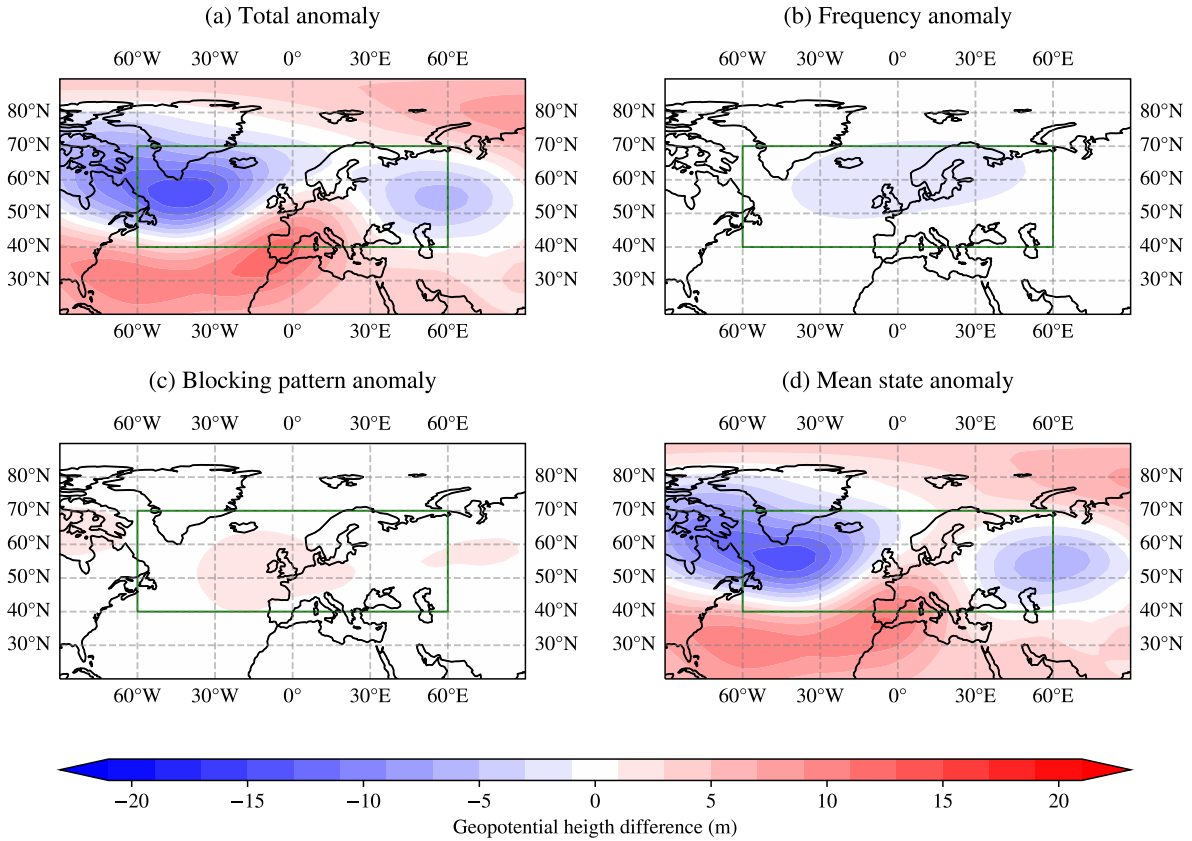 (a) Total anomaly
(b) Frequency anomaly
60°W 30°W 0° 30°E 60°E
60°W 30°W 0° 30°E 60°E
80°N 80°N 80°N 80°N
70°N 70°N 70°N 70°N
60°N 60°N 60°N 60°N
50°N 50°N 50°N 50°N
40°N 40°N 40°N 40°N
30°N 30°N 30°N 30°N
60°W 30°W 0° 30°E 60°E
60°W 30°W 0° 30°E 60°E
(c) Blocking pattern anomaly
(d) Mean state anomaly
60°W 30°W 0° 30°E 60°E
60°W 30°W 0° 30°E 60°E
80°N 80°N 80°N 80°N
70°N 70°N 70°N 70°N
60°N 60°N 60°N 60°N
50°N 50°N 50°N 50°N
40°N 40°N 40°N 40°N
30°N 30°N 30°N 30°N
60°W 30°W 0° 30°E 60°E
60°W 30°W 0° 30°E 60°E
−20 −15 −10 −5 0 5 10 15 20
Geopotential heigth difference (m)